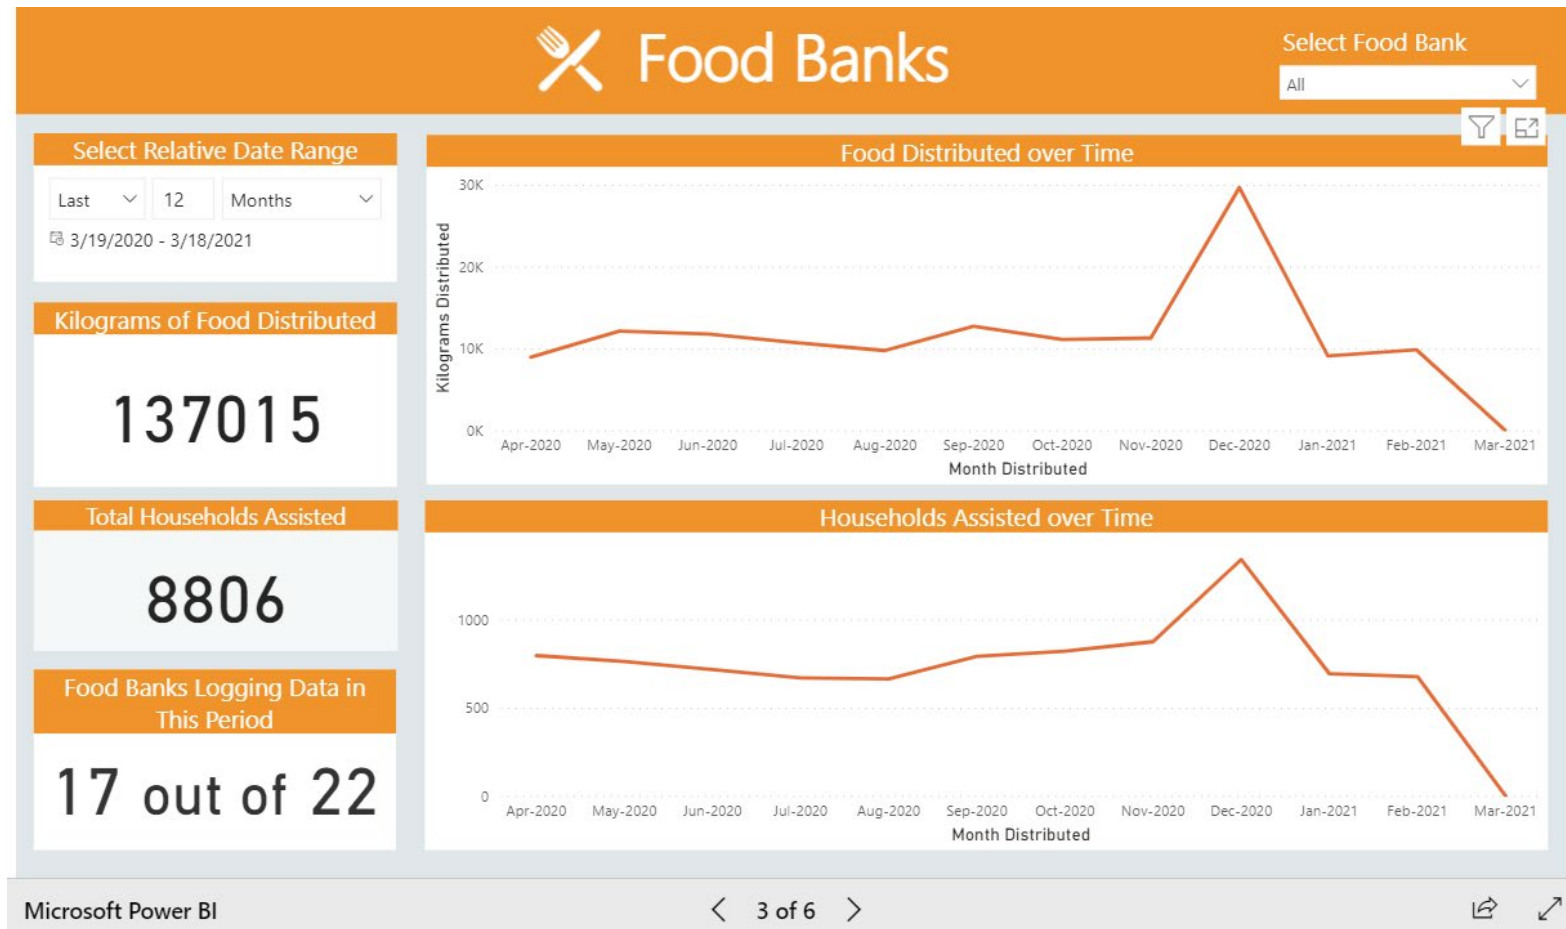 Food Banks
Select Food Bank
All
Select Relative Date Range
Last 12 Months
3/19/2020 - 3/18/2021
Kilograms of Food Distributed
137015
Total Households Assisted
8806
Food Banks Logging Data in
This Period
17 out of 22
Food Distributed over Time
Kilograms Distributed
30K
20K
10K
0K
Apr-2020 May-2020 Jun-2020 Jul-2020 Aug-2020 Sep-2020 Oct-2020 Nov-2020 Dec-2020 Jan-2021 Feb-2021 Mar-2021
Month Distributed
Households Assisted over Time
1000
500
0
Apr-2020 May-2020 Jun-2020 Jul-2020 Aug-2020 Sep-2020 Oct-2020 Nov-2020 Dec-2020 Jan-2021 Feb-2021 Mar-2021
Month Distributed
Microsoft Power BI
3 of 6